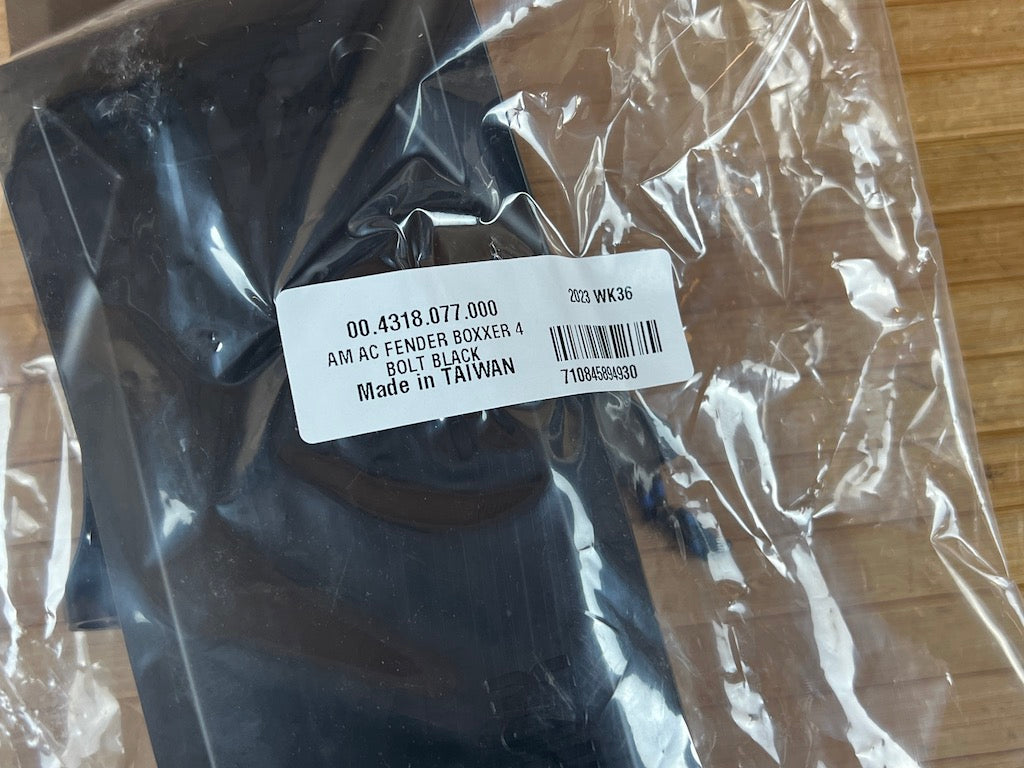 00.4318.077.000
AM AC FENDER BOXXER 4
BOLT BLACK
Made in TAIWAN
2023 WK36
710845894930